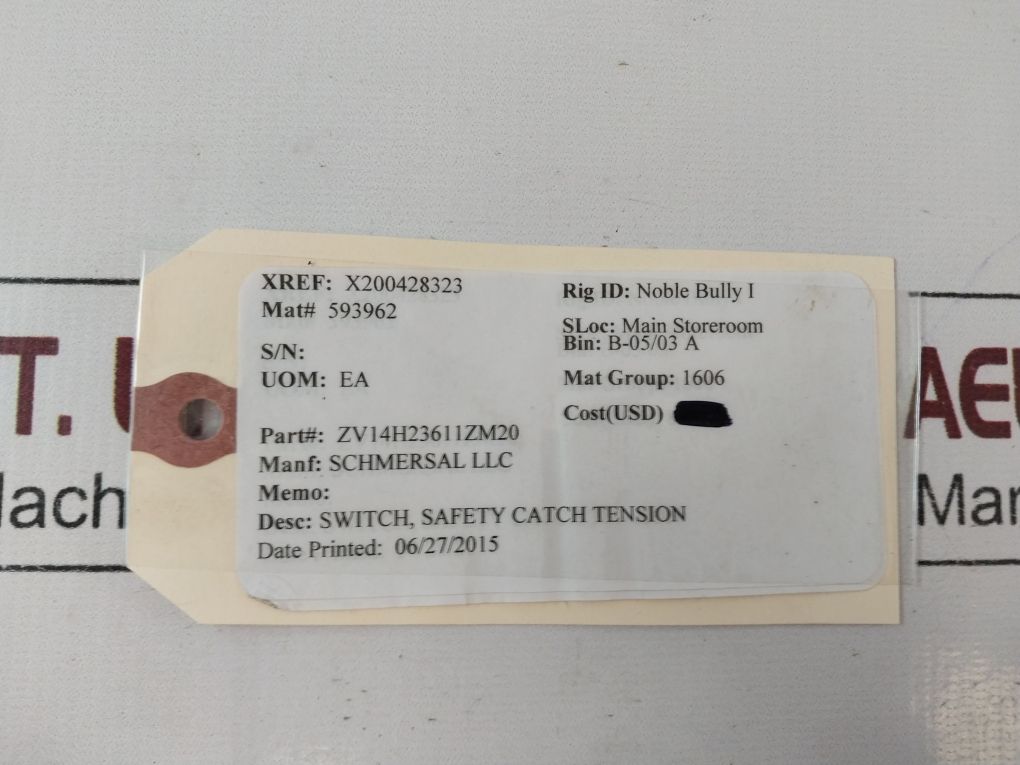 XREF: X200428323
Mat# 593962
S/N:
UOM: EA
Part#: ZV14H23611ZM20
Manf: SCHMERSAL LLC
Memo:
Desc: SWITCH, SAFETY CATCH TENSION
Date Printed: 06/27/2015
Rig ID: Noble Bully I
SLoc: Main Storeroom
Bin: B-05/03 A
Mat Group: 1606
Cost(USD)
T.
AE
Mar